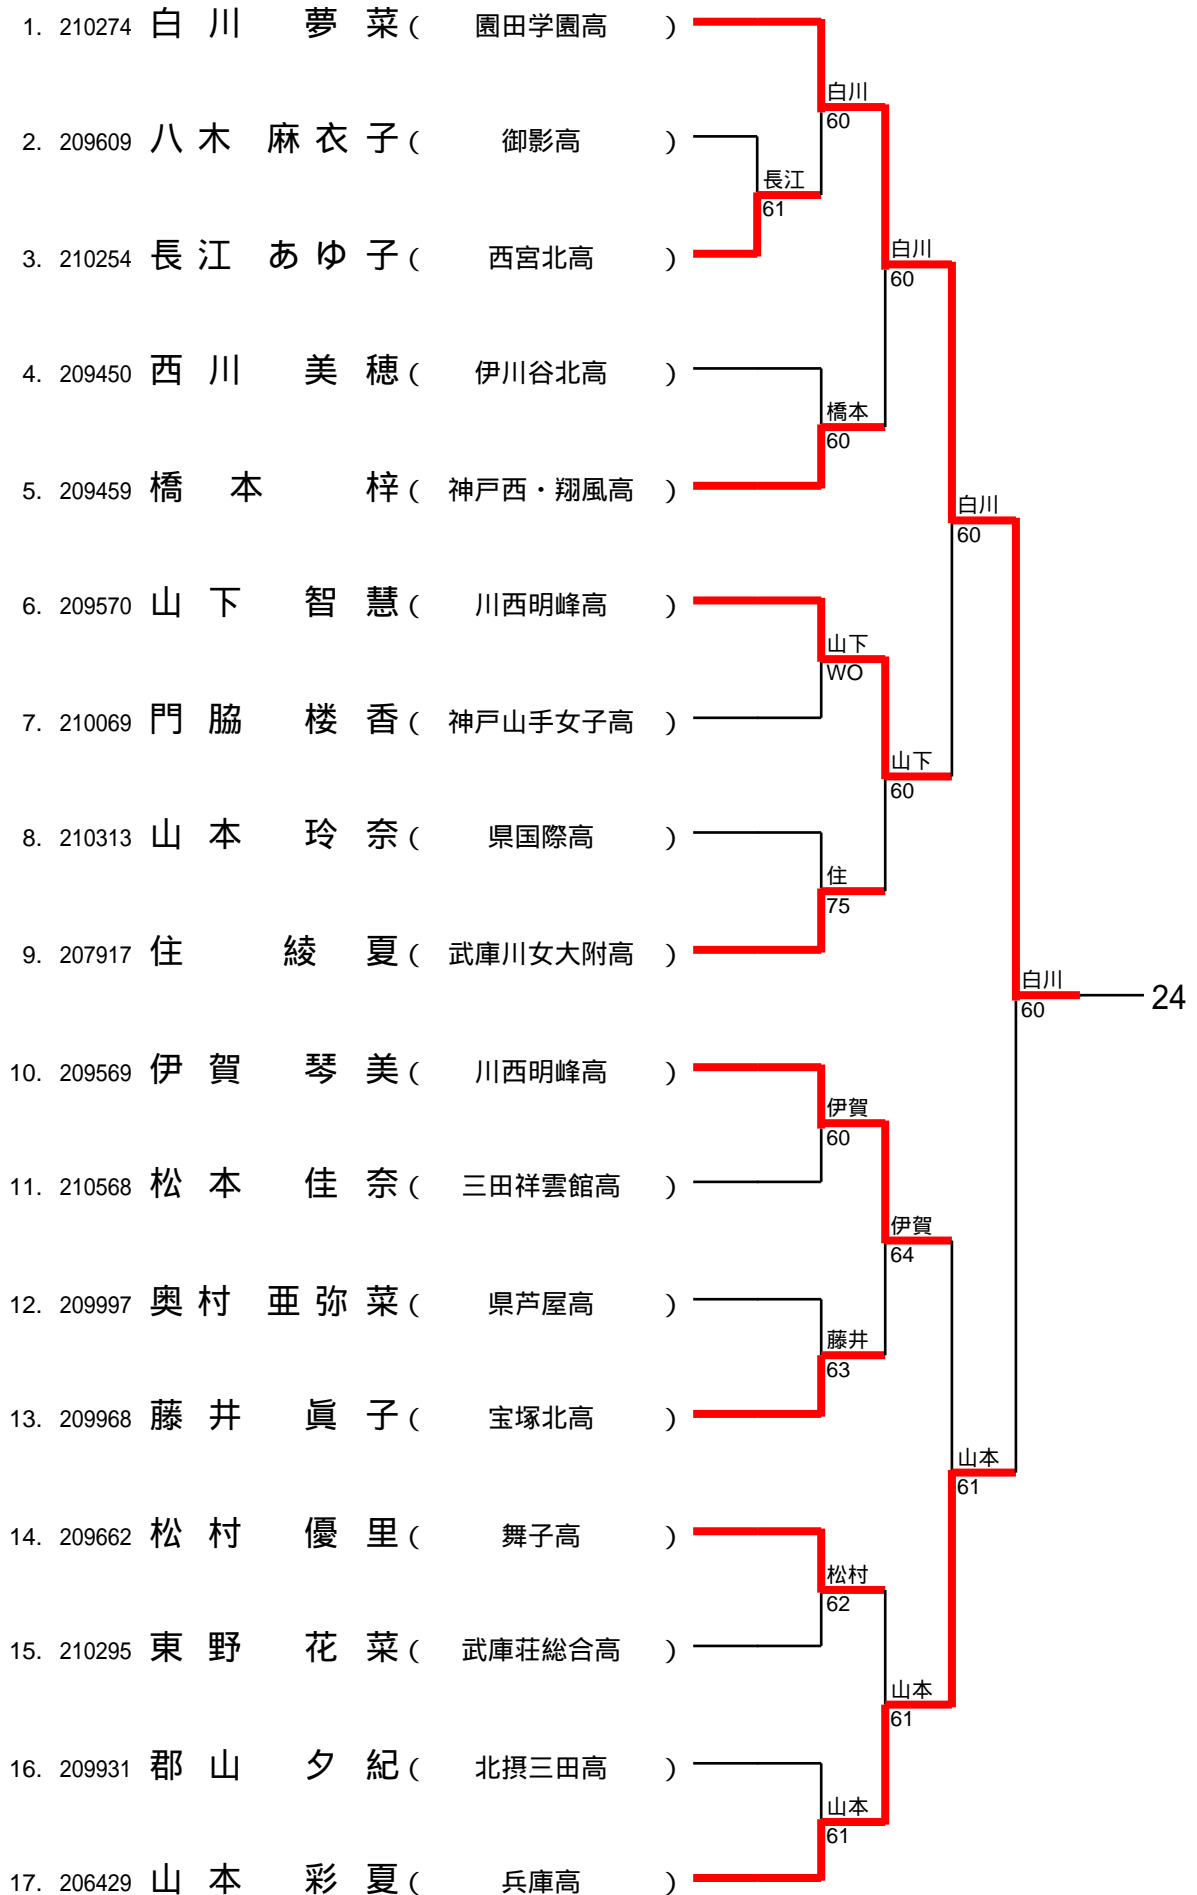 1. 210274 白川 夢菜 ( 園田学園高 )
白川
60
2. 209609 八木 麻衣子 ( 御影高 )
長江
61
3. 210254 長江 あゆ子 ( 西宮北高 )
白川
60
4. 209450 西川 美穂 ( 伊川谷北高 )
橋本
60
5. 209459 橋本 梓 ( 神戸西・翔風高 )
白川
60
6. 209570 山下 智慧 ( 川西明峰高 )
山下
WO
7. 210069 門脇 楼香 ( 神戸山手女子高 )
山下
60
8. 210313 山本 玲奈 ( 県国際高 )
住
75
9. 207917 住 綾夏 ( 武庫川女大附高 )
白川
60
24
10. 209569 伊賀 琴美 ( 川西明峰高 )
伊賀
60
11. 210568 松本 佳奈 ( 三田祥雲館高 )
伊賀
64
12. 209997 奥村 亜弥菜 ( 県芦屋高 )
藤井
63
13. 209968 藤井 眞子 ( 宝塚北高 )
山本
61
14. 209662 松村 優里 ( 舞子高 )
松村
62
15. 210295 東野 花菜 ( 武庫荘総合高 )
山本
61
16. 209931 郡山 夕紀 ( 北摂三田高 )
山本
61
17. 206429 山本 彩夏 ( 兵庫高 )